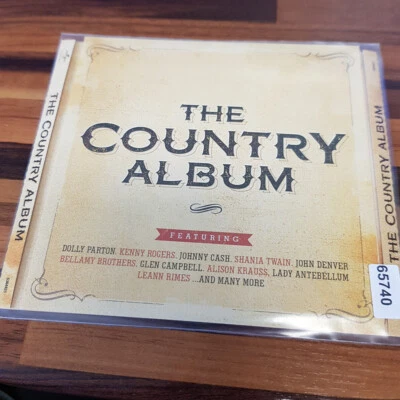 THE
COUNTRY
ALBUM
FEATURING
DOLLY PARTON, KENNY ROGERS, JOHNNY CASH, SHANIA TWAIN, JOHN DENVER
BELLAMY BROTHERS, GLEN CAMPBELL, ALISON KRAUSS, LADY ANTEBELLUM
LEANN RIMES ...AND MANY MORE
THE COUNTRY ALBUM
THE COUNTRY ALBUM
65740